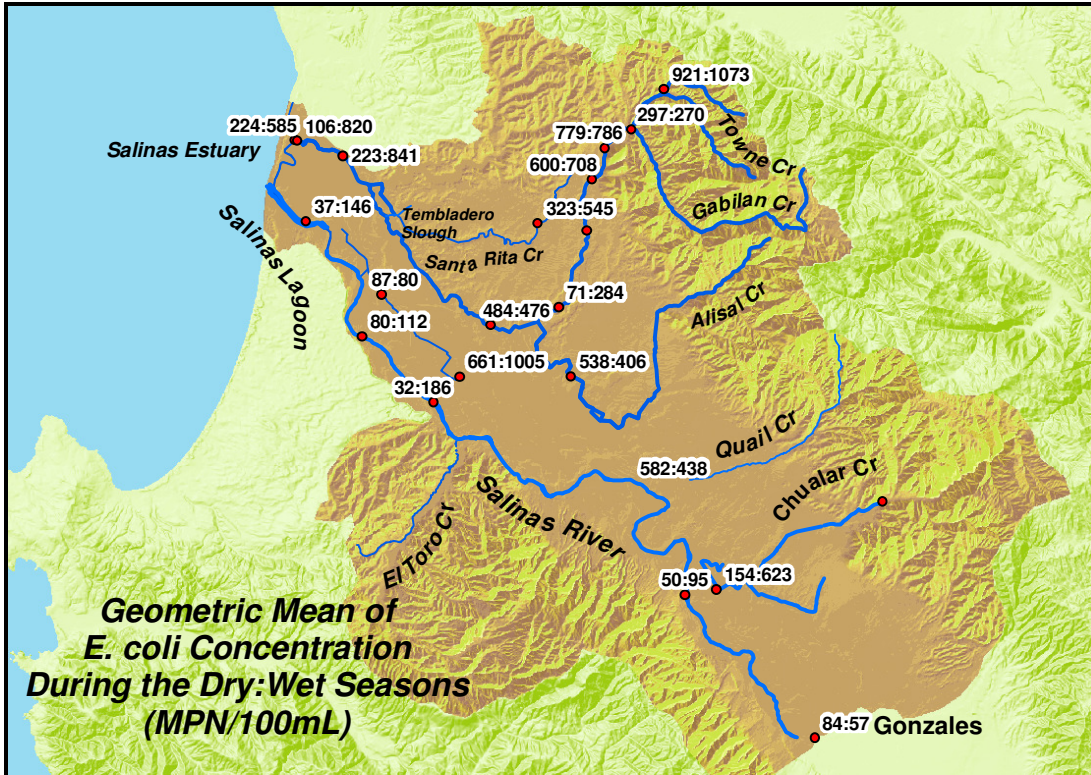 921:1073
297:270
779:786
224:585
106:820
Towne Cr
Salinas Estuary
223:841
600:708
Gabilan Cr
37:146
Tembladero
Slough
323:545
Salinas Lagoon
Santa Rita Cr
87:80
71:284
Alisal Cr
80:112
484:476
661:1005
538:406
32:186
Quail Cr
582:438
Chualar Cr
Salinas River
El Toro Cr
50:95
154:623
Geometric Mean of
E. coli Concentration
During the Dry:Wet Seasons
(MPN/100mL)
84:57
Gonzales